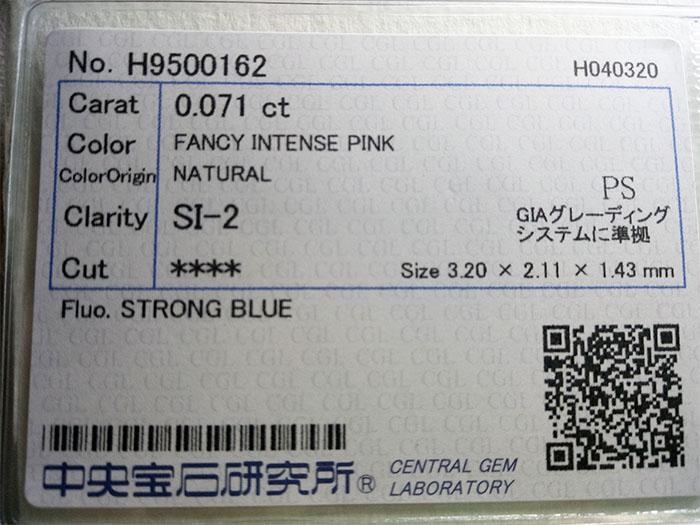 No. H9500162
H040320
Carat 0.071 ct
Color FANCY INTENSE PINK
ColorOrigin NATURAL
PS
Clarity SI-2
GIAグレーディング
システムに準拠
Cut ****
Size 3.20 × 2.11 × 1.43 mm
Fluo. STRONG BLUE
中央宝石研究所®
CENTRAL GEM
LABORATORY